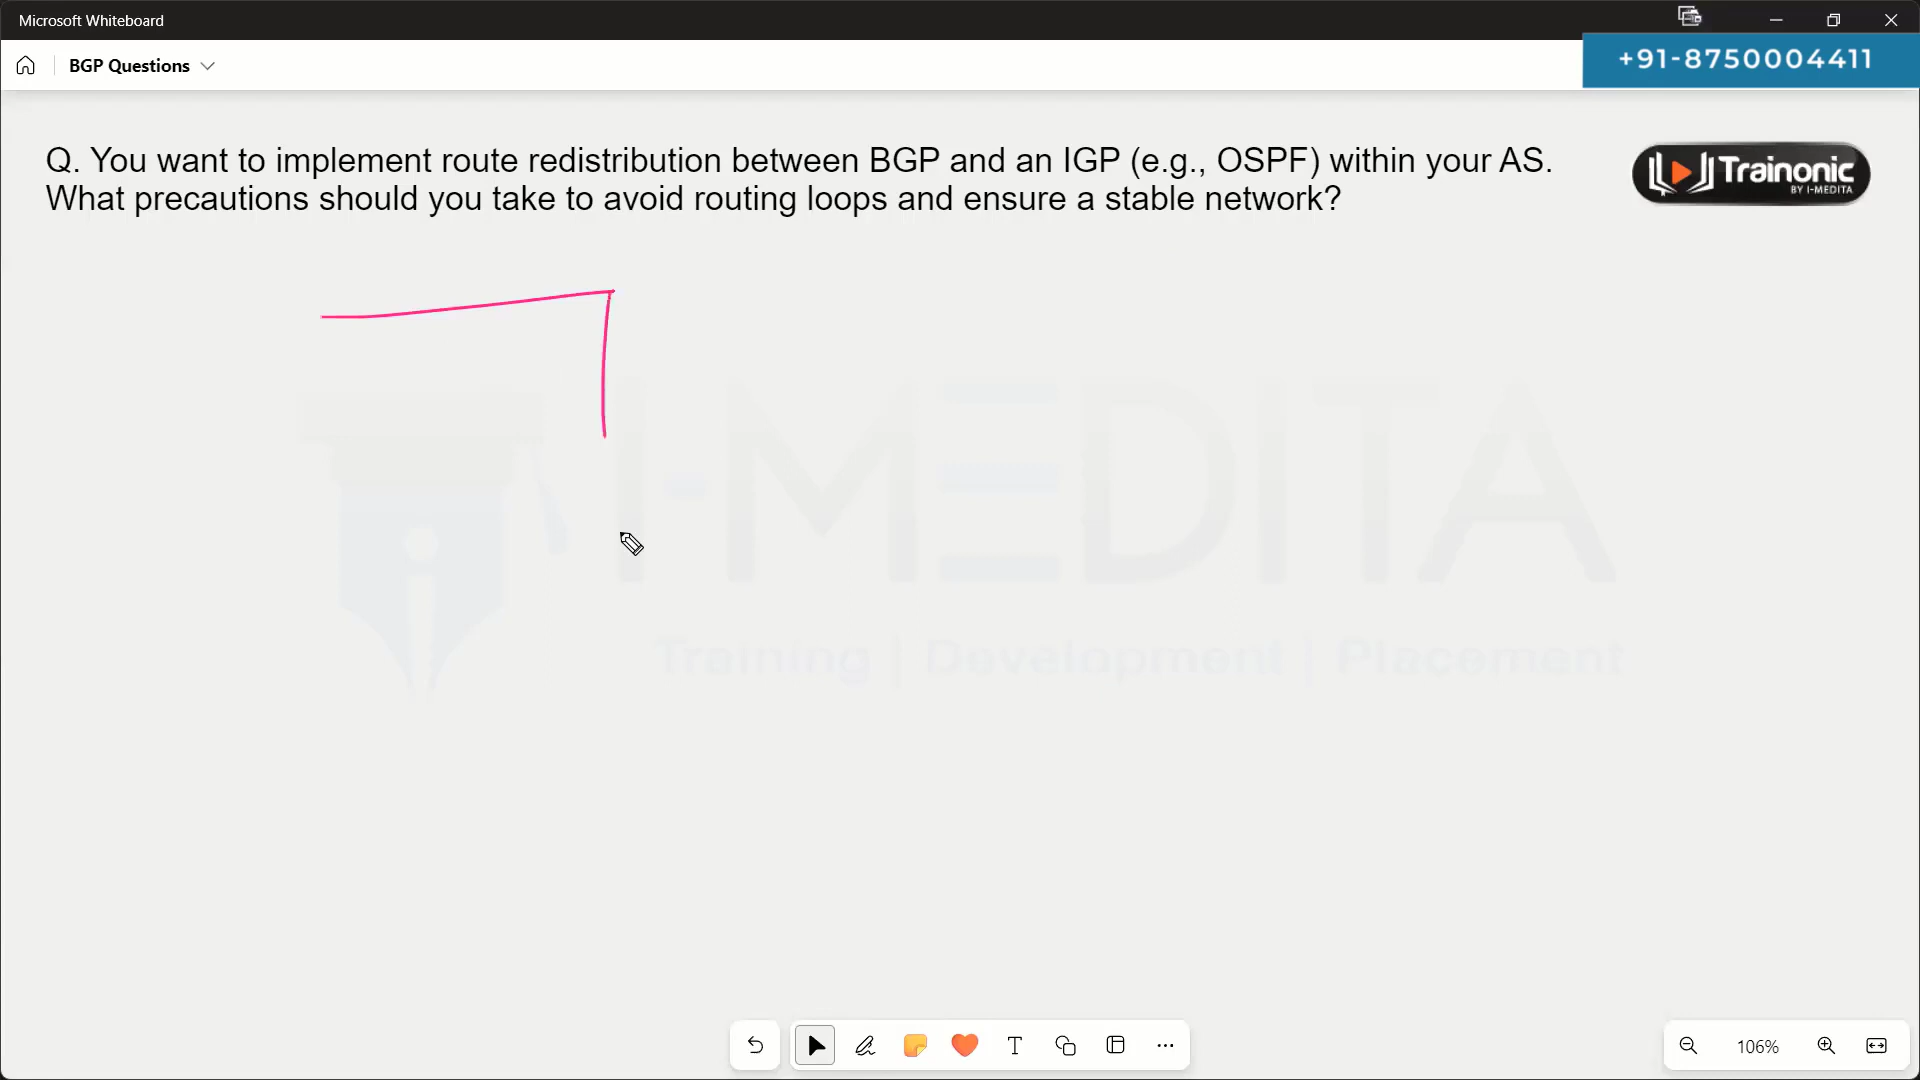 Microsoft Whiteboard
BGP Questions
+91-8750004411
Q. You want to implement route redistribution between BGP and an IGP (e.g., OSPF) within your AS.
What precautions should you take to avoid routing loops and ensure a stable network?
Trainonic
BY I-MEDITA
I-MEDITA
Training | Development | Placement
106%